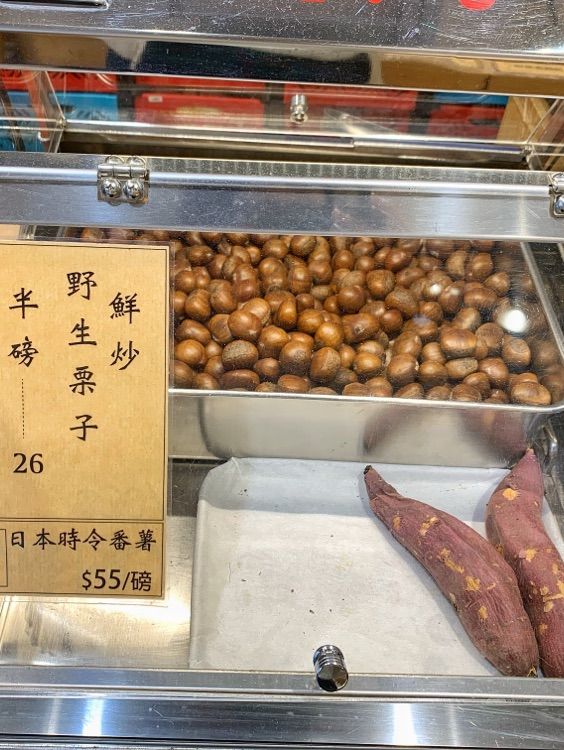 鮮炒
野生栗子
半磅
26
日本時令番薯
$55/磅